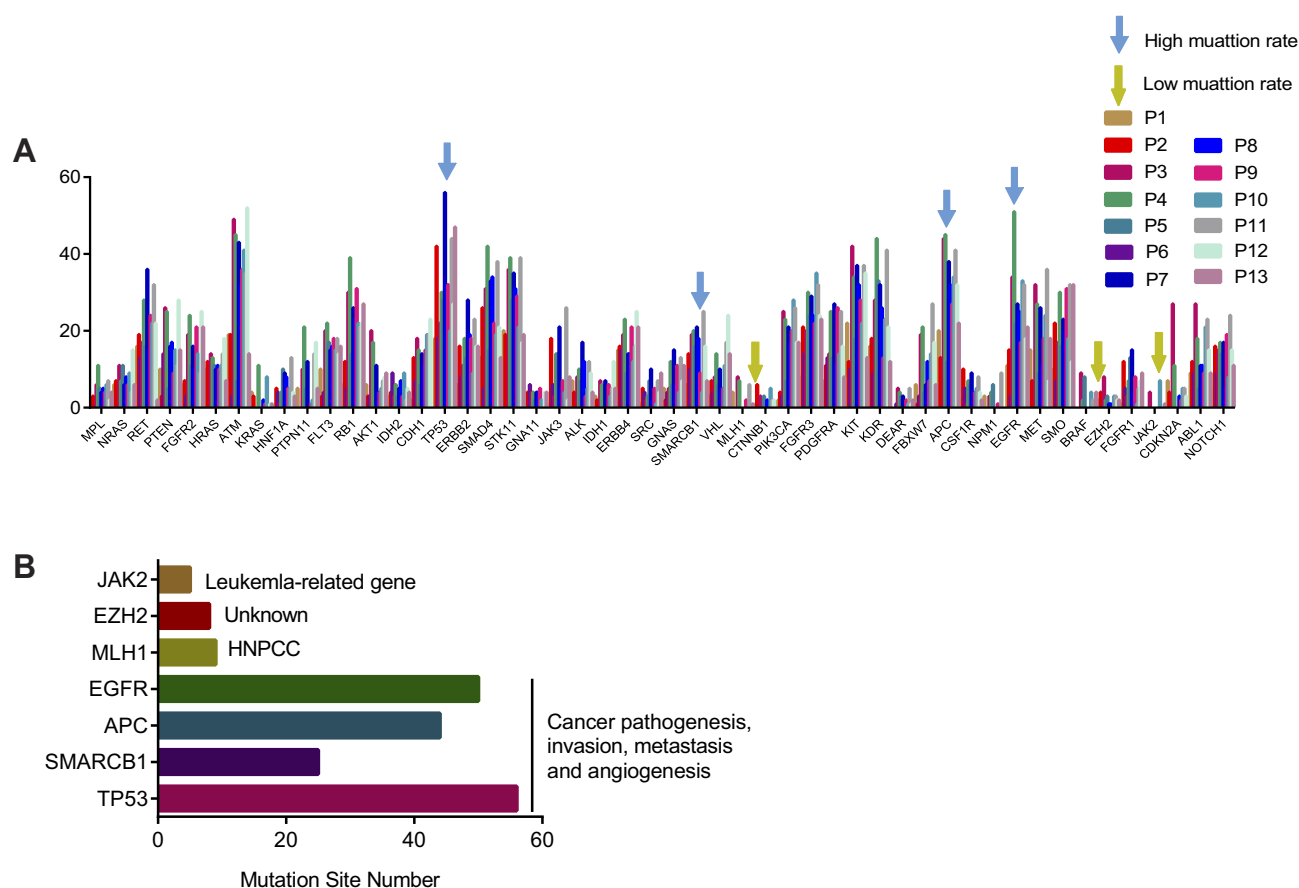 High muattion rate
Low muattion rate
P1
P2
P3
P4
P5
P6
P7
P8
P9
P10
P11
P12
P13
A
60
40
20
0
MPL
NRAS
RET
PTEN
FGFR2
HRAS
ATM
KRAS
HNF1A
PTPN11
FLT3
RB1
AKT1
IDH2
CDH1
TP53
ERBB2
SMAD4
STK11
GNA11
JAK3
ALK
IDH1
ERBB4
SRC
GNAS
SMARCB1
VHL
MLH1
CTNNB1
PIK3CA
FGFR3
PDGFRA
KIT
KDR
DEAR
FBXW7
APC
CSF1R
NPM1
EGFR
MET
SMO
BRAF
EZH2
FGFR1
JAK2
CDKN2A
ABL1
NOTCH1
B
JAK2
Leukemla-related gene
EZH2
Unknown
MLH1
HNPCC
EGFR
APC
SMARCB1
TP53
Cancer pathogenesis,
invasion, metastasis
and angiogenesis
0
20
40
60
Mutation Site Number